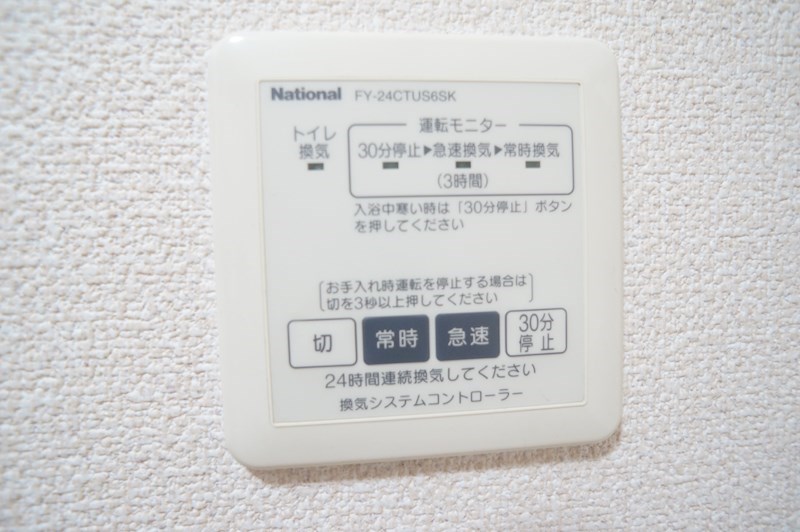 National FY-24CTUS6SK
運転モニター
トイレ
換気
30分停止▶急速換気▶常時換気
(3時間)
入浴中寒い時は「30分停止」ボタン
を押してください
お手入れ時運転を停止する場合は
切を3秒以上押してください
切 常時 急速 30分
停止
24時間連続換気してください
換気システムコントローラー